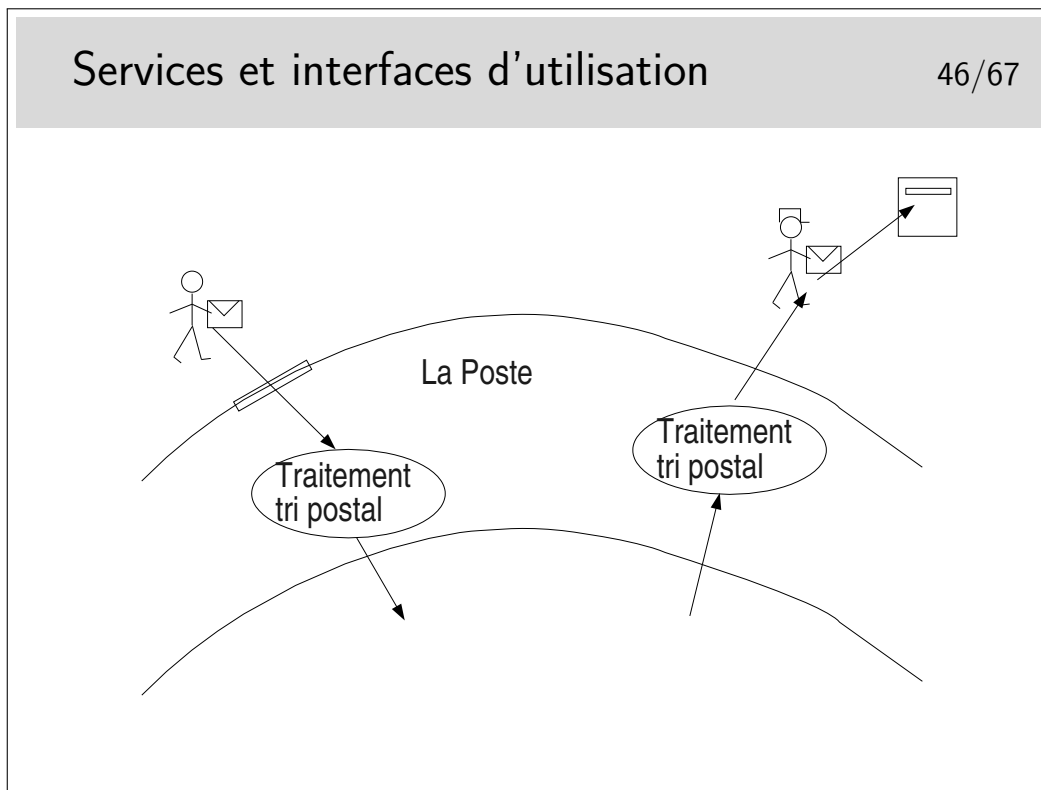 Services et interfaces d'utilisation 46/67
La Poste
Traitement
tri postal
Traitement
tri postal